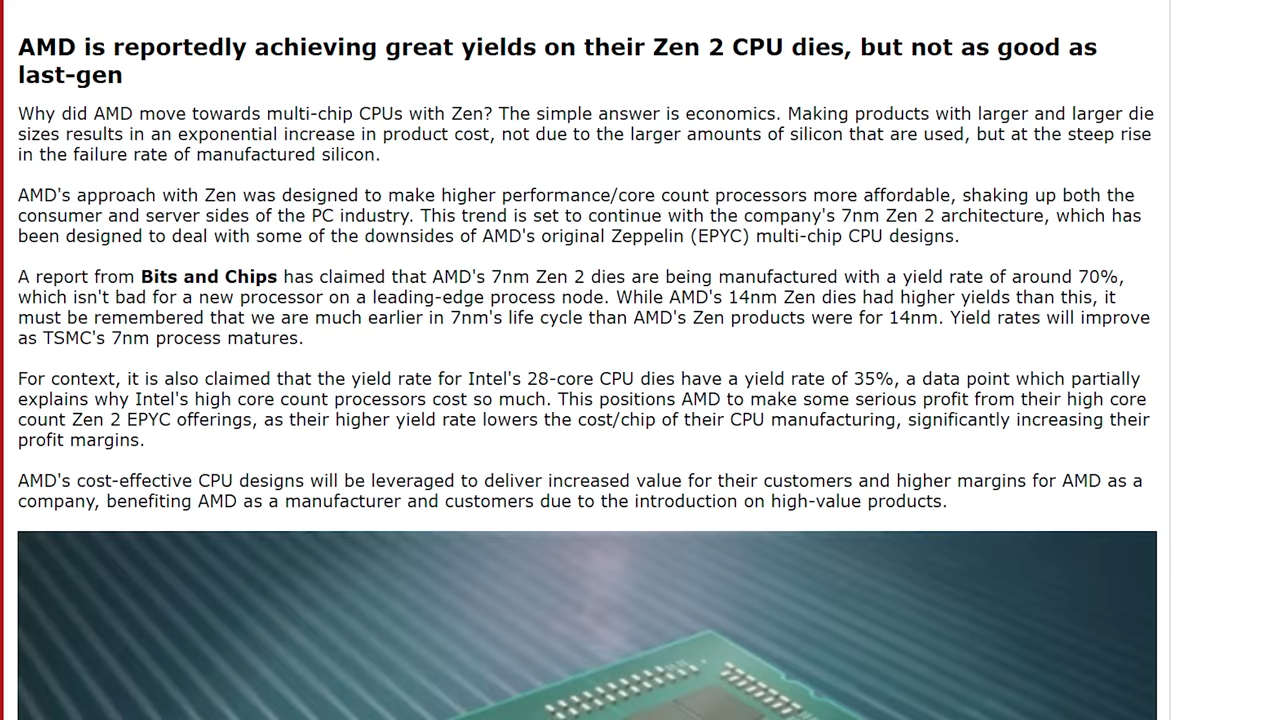 AMD is reportedly achieving great yields on their Zen 2 CPU dies, but not as good as
last-gen
Why did AMD move towards multi-chip CPUs with Zen? The simple answer is economics. Making products with larger and larger die
sizes results in an exponential increase in product cost, not due to the larger amounts of silicon that are used, but at the steep rise
in the failure rate of manufactured silicon.
AMD's approach with Zen was designed to make higher performance/core count processors more affordable, shaking up both the
consumer and server sides of the PC industry. This trend is set to continue with the company's 7nm Zen 2 architecture, which has
been designed to deal with some of the downsides of AMD's original Zeppelin (EPYC) multi-chip CPU designs.
A report from Bits and Chips has claimed that AMD's 7nm Zen 2 dies are being manufactured with a yield rate of around 70%,
which isn't bad for a new processor on a leading-edge process node. While AMD's 14nm Zen dies had higher yields than this, it
must be remembered that we are much earlier in 7nm's life cycle than AMD's Zen products were for 14nm. Yield rates will improve
as TSMC's 7nm process matures.
For context, it is also claimed that the yield rate for Intel's 28-core CPU dies have a yield rate of 35%, a data point which partially
explains why Intel's high core count processors cost so much. This positions AMD to make some serious profit from their high core
count Zen 2 EPYC offerings, as their higher yield rate lowers the cost/chip of their CPU manufacturing, significantly increasing their
profit margins.
AMD's cost-effective CPU designs will be leveraged to deliver increased value for their customers and higher margins for AMD as a
company, benefiting AMD as a manufacturer and customers due to the introduction on high-value products.